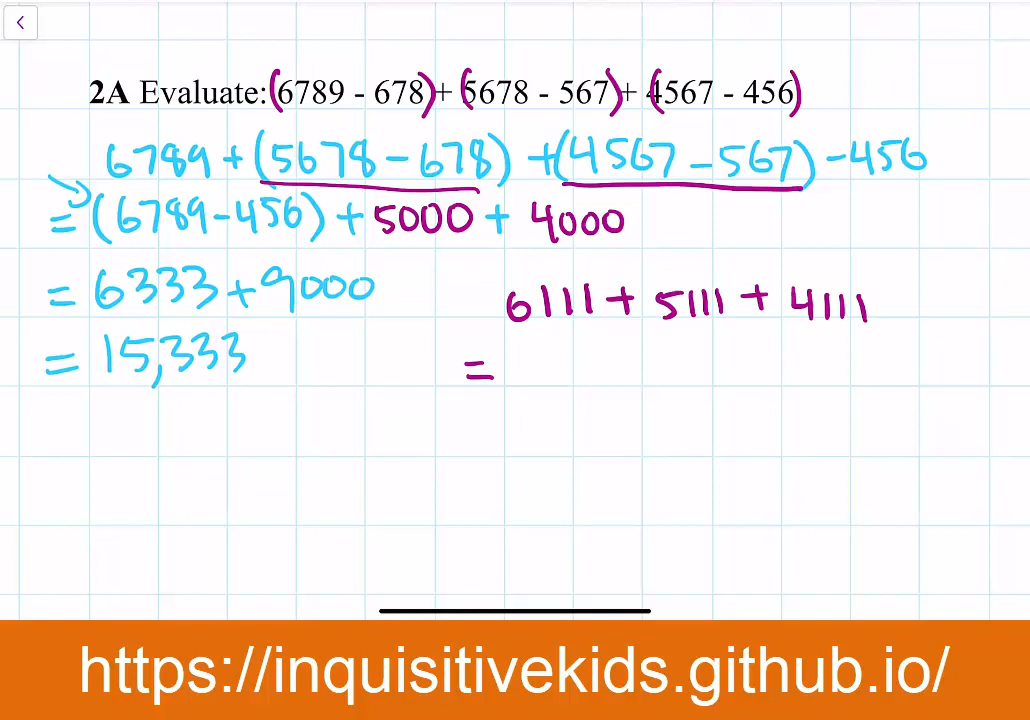 2A Evaluate: (6789 - 678) + (5678 - 567) + (4567 - 456)
6789 + (5678 - 678) + (4567 - 567) - 456
= (6789 - 456) + 5000 + 4000
= 6333 + 9000
6111 + 5111 + 4111
= 15,333
=
https://inquisitivekids.github.io/